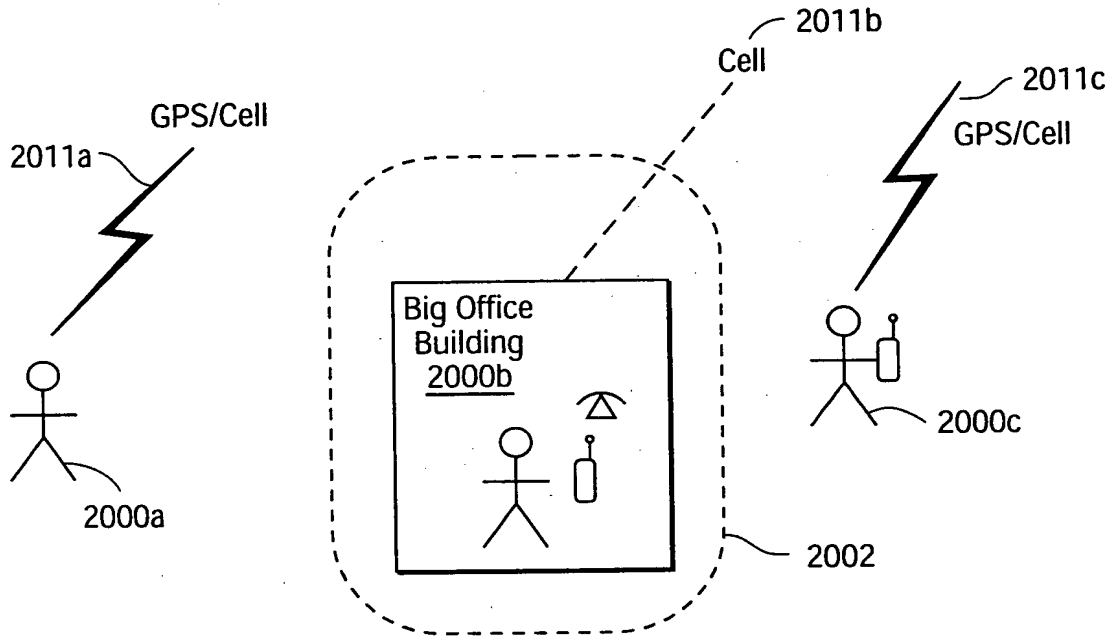 2011b
Cell
2011c
GPS/Cell
GPS/Cell
2011a
Big Office
Building
2000b
2000c
2000a
2002